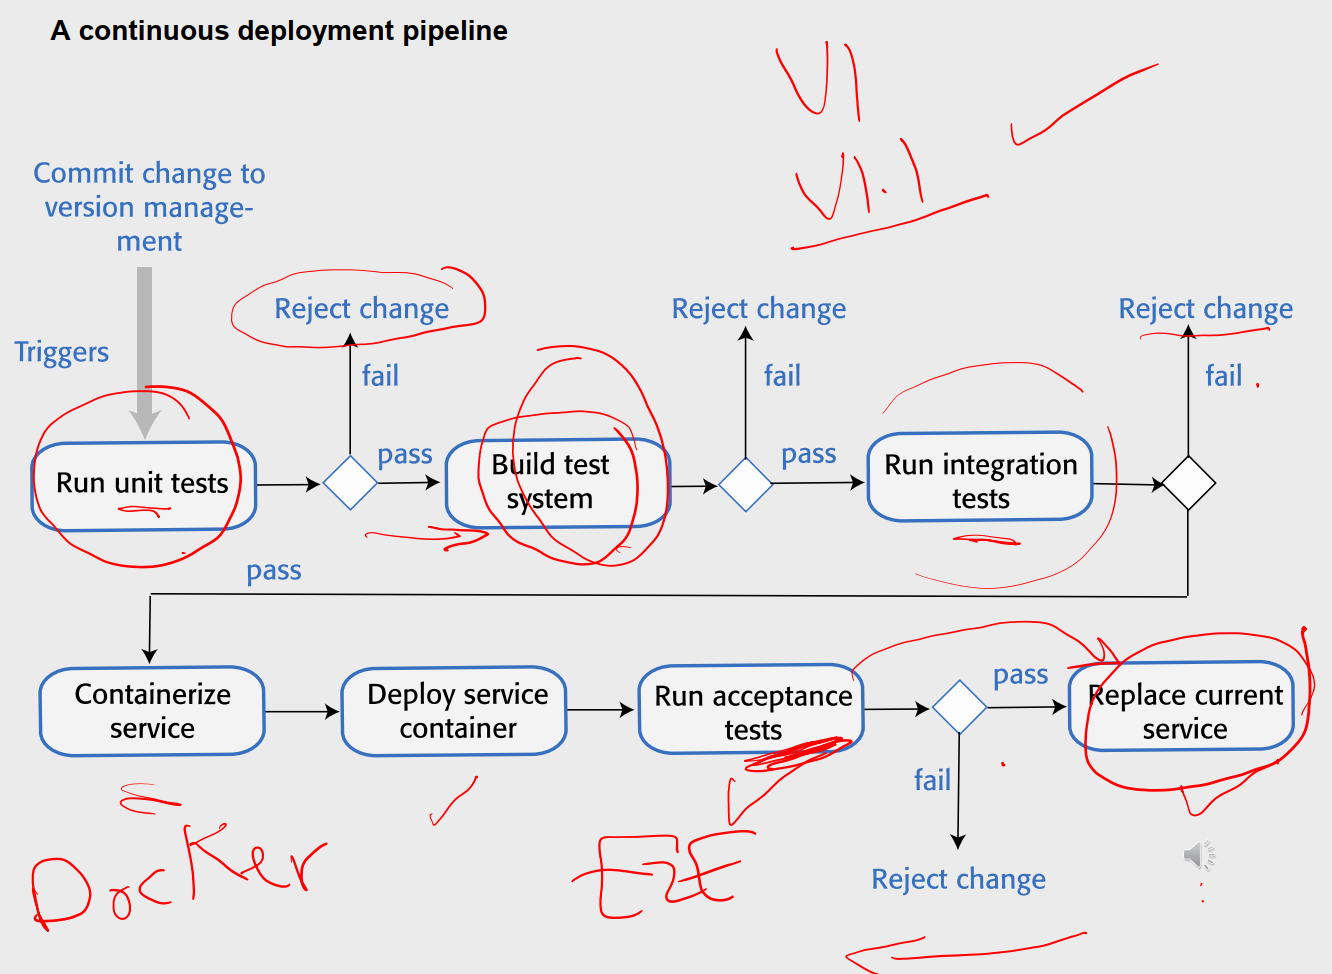 A continuous deployment pipeline
V1
V1.1
Commit change to
version manage-
ment
Triggers
Reject change
Reject change
Reject change
fail
fail
fail
pass
pass
Run unit tests
Build test
system
Run integration
tests
pass
Containerize
service
Deploy service
container
Run acceptance
tests
pass
Replace current
service
fail
Docker
E2E
Reject change